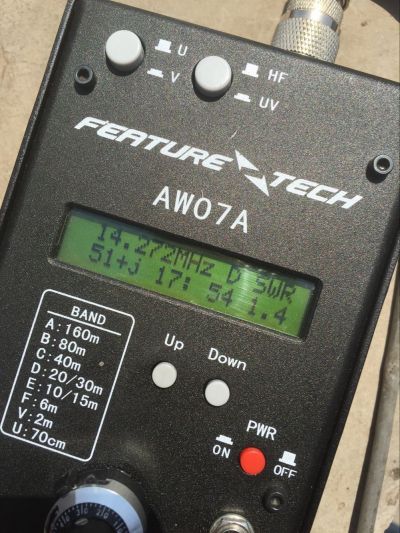 U
V
HF
UV
FEATURE TECH
AW07A
14.272MHz D SWR
51+j 17: 54 1.4
BAND
A:160m
B:80m
C:40m
D:20/30m
E:10/15m
F:6m
V:2m
U:70cm
Up
Down
PWR
ON
OFF